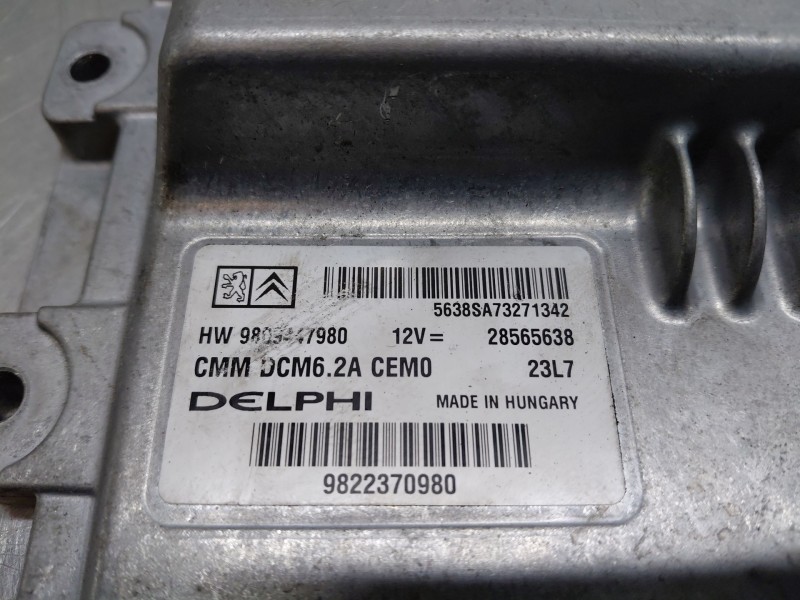 5638SA73271342
HW 12V= 28565638
CMM DCM6.2A CEM0 23L7
DELPHI MADE IN HUNGARY
9822370980